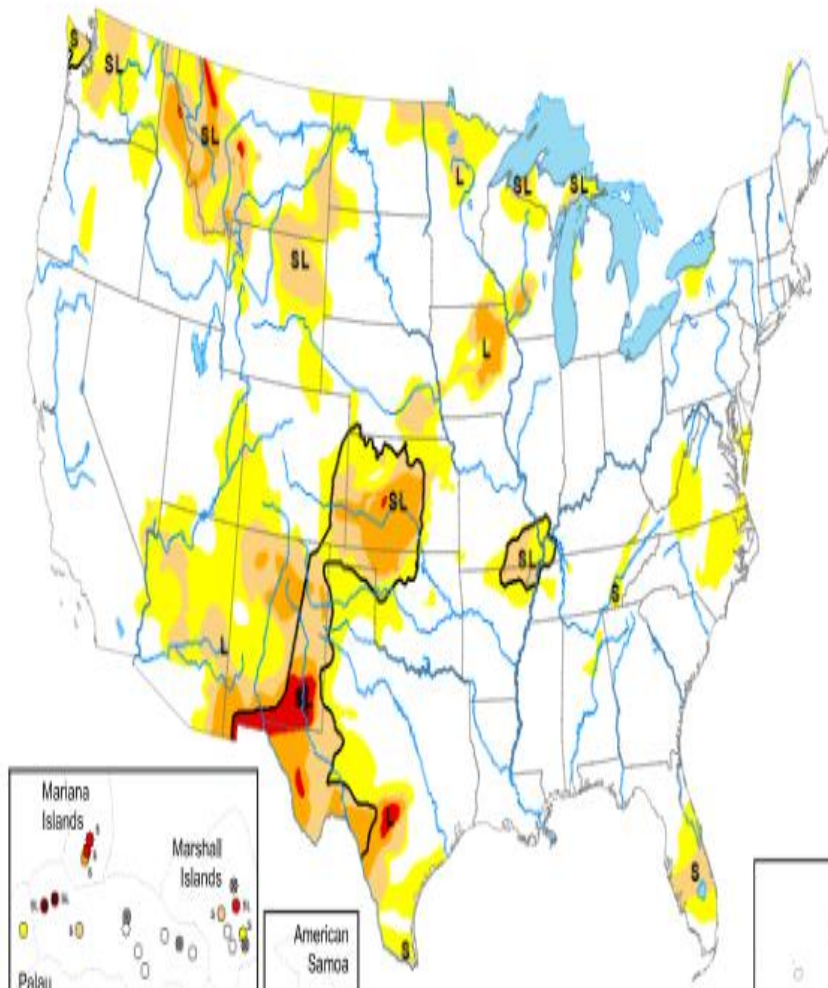 S
SL
SL
L
SL
SL
SL
L
SL
SL
S
L
L
S
S
Mariana
Islands
Marshall
Islands
Palau
American
Samoa